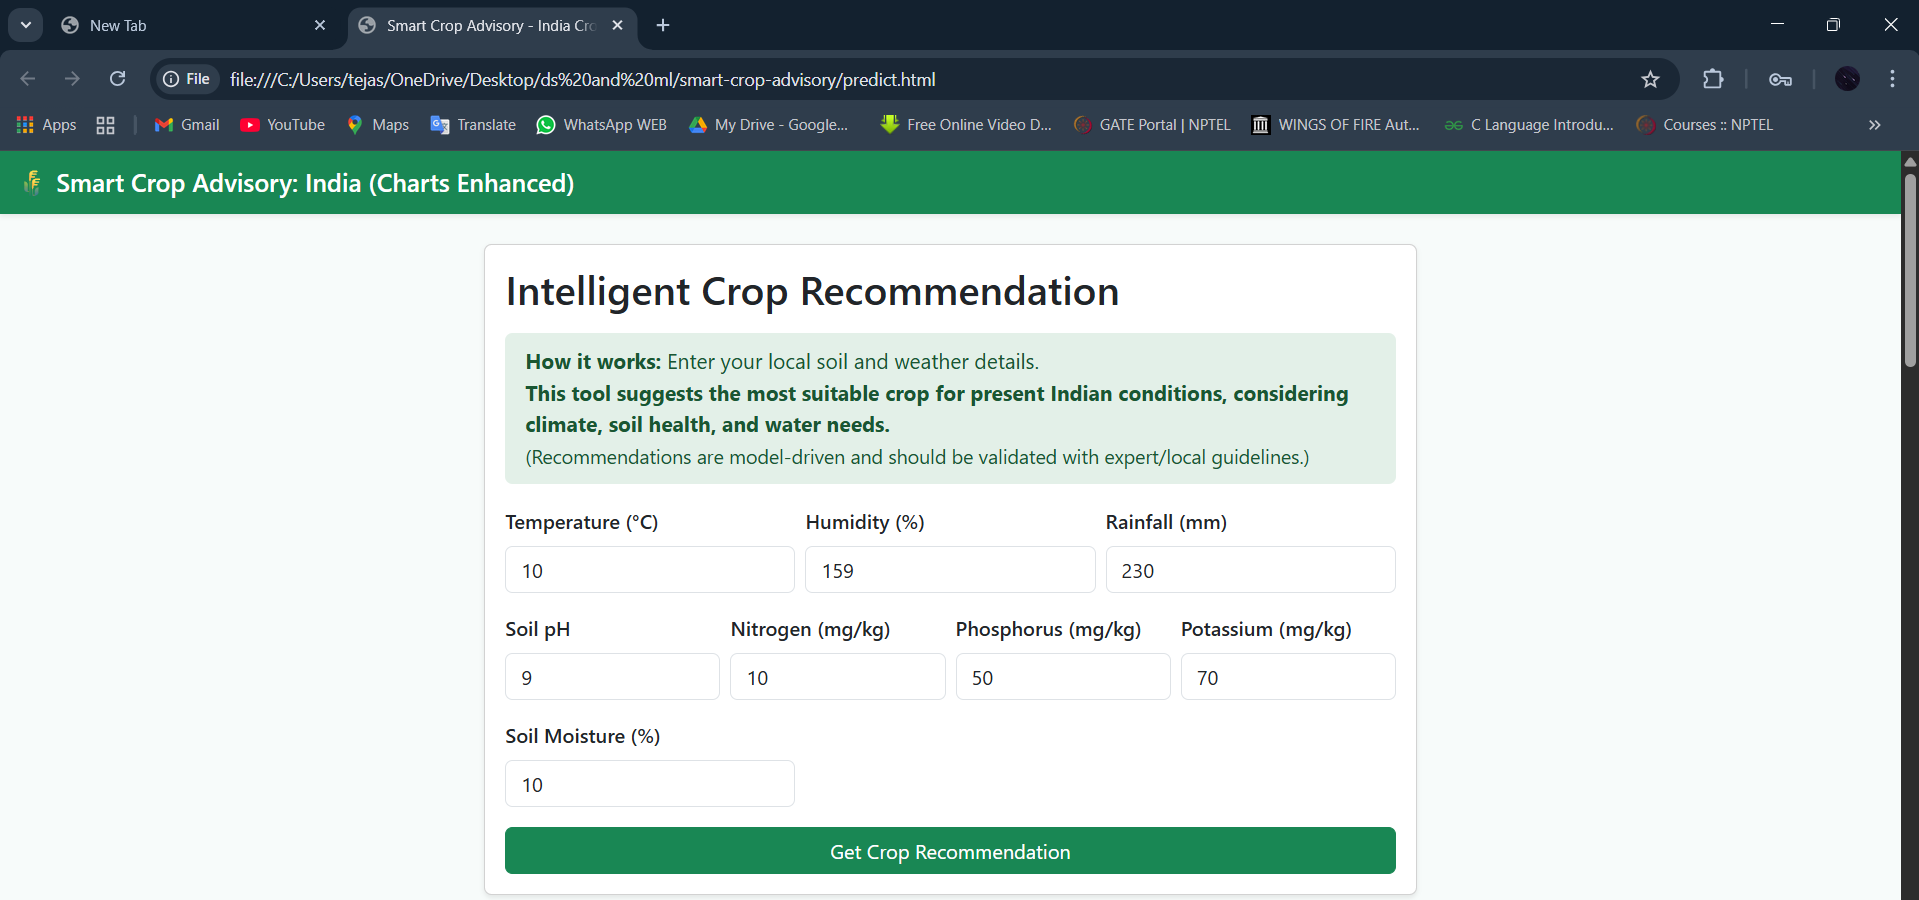 New Tab
Smart Crop Advisory - India Cro
File
file:///C:/Users/tejas/OneDrive/Desktop/ds%20and%20ml/smart-crop-advisory/predict.html
Apps
Gmail
YouTube
Maps
Translate
WhatsApp WEB
My Drive - Google...
Free Online Video D...
GATE Portal | NPTEL
WINGS OF FIRE Aut...
C Language Introdu...
Courses :: NPTEL
Smart Crop Advisory: India (Charts Enhanced)
Intelligent Crop Recommendation
How it works: Enter your local soil and weather details.
This tool suggests the most suitable crop for present Indian conditions, considering
climate, soil health, and water needs.
(Recommendations are model-driven and should be validated with expert/local guidelines.)
Temperature (°C) Humidity (%) Rainfall (mm)
10 159 230
Soil pH Nitrogen (mg/kg) Phosphorus (mg/kg) Potassium (mg/kg)
9 10 50 70
Soil Moisture (%)
10
Get Crop Recommendation